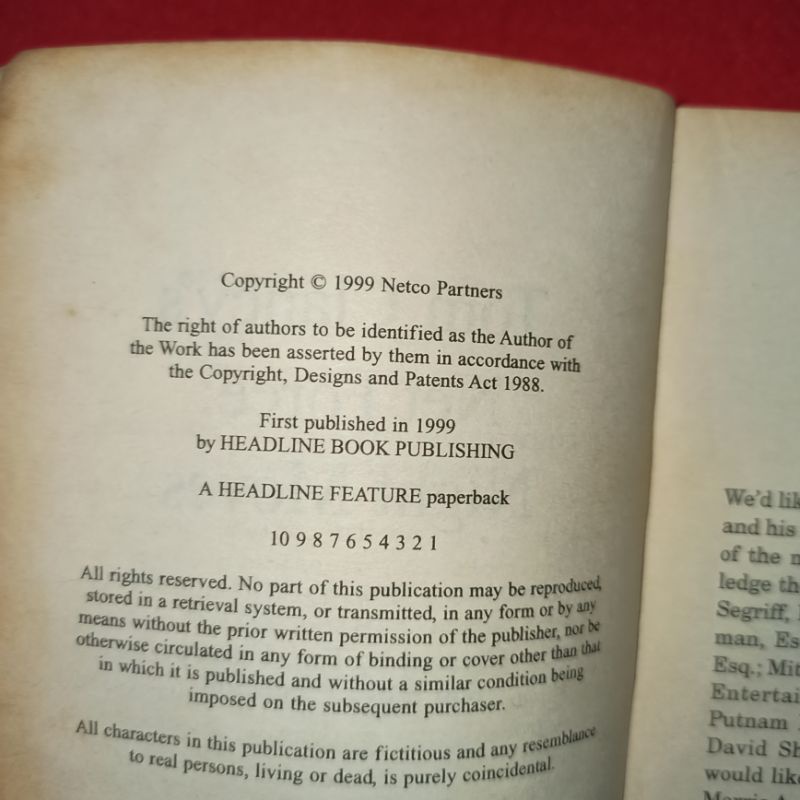 Copyright © 1999 Netco Partners
The right of authors to be identified as the Author of
the Work has been asserted by them in accordance with
the Copyright, Designs and Patents Act 1988.
First published in 1999
by HEADLINE BOOK PUBLISHING
A HEADLINE FEATURE paperback
10 9 8 7 6 5 4 3 2 1
All rights reserved. No part of this publication may be reproduced,
stored in a retrieval system, or transmitted, in any form or by any
means without the prior written permission of the publisher, nor be
otherwise circulated in any form of binding or cover other than that
in which it is published and without a similar condition being
imposed on the subsequent purchaser.
All characters in this publication are fictitious and any resemblance
to real persons, living or dead, is purely coincidental.
We'd lik
and his
of the
ledge th
Segriff,
man, Es
Esq.; Mit
Entertai
Putnam
David Sh
would like